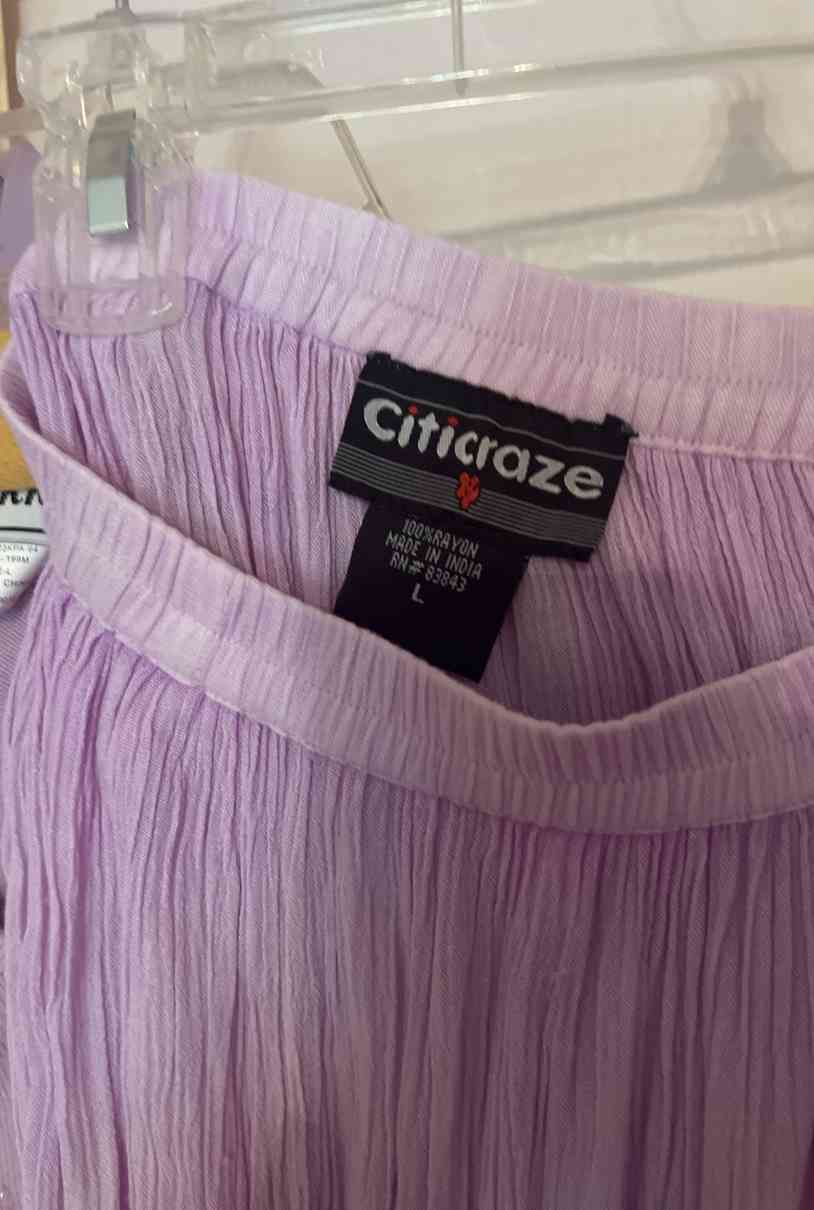 Citicraze
100%RAYON
MADE IN INDIA
RN# 83843
L